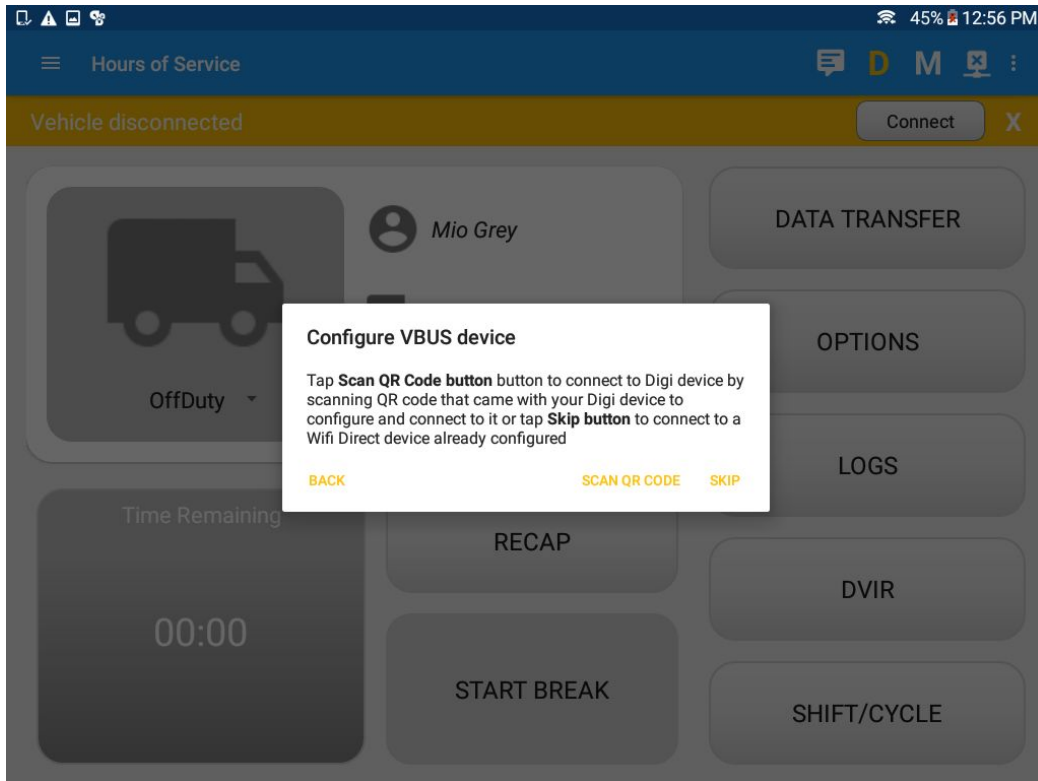 45% 12:56 PM
Hours of Service
D M
Vehicle disconnected
Connect X
Mio Grey
OffDuty
DATA TRANSFER
OPTIONS
Configure VBUS device
Tap Scan QR Code button button to connect to Digi device by
scanning QR code that came with your Digi device to
configure and connect to it or tap Skip button to connect to a
Wifi Direct device already configured
BACK SCAN QR CODE SKIP
LOGS
Time Remaining
00:00
RECAP
START BREAK
DVIR
SHIFT/CYCLE